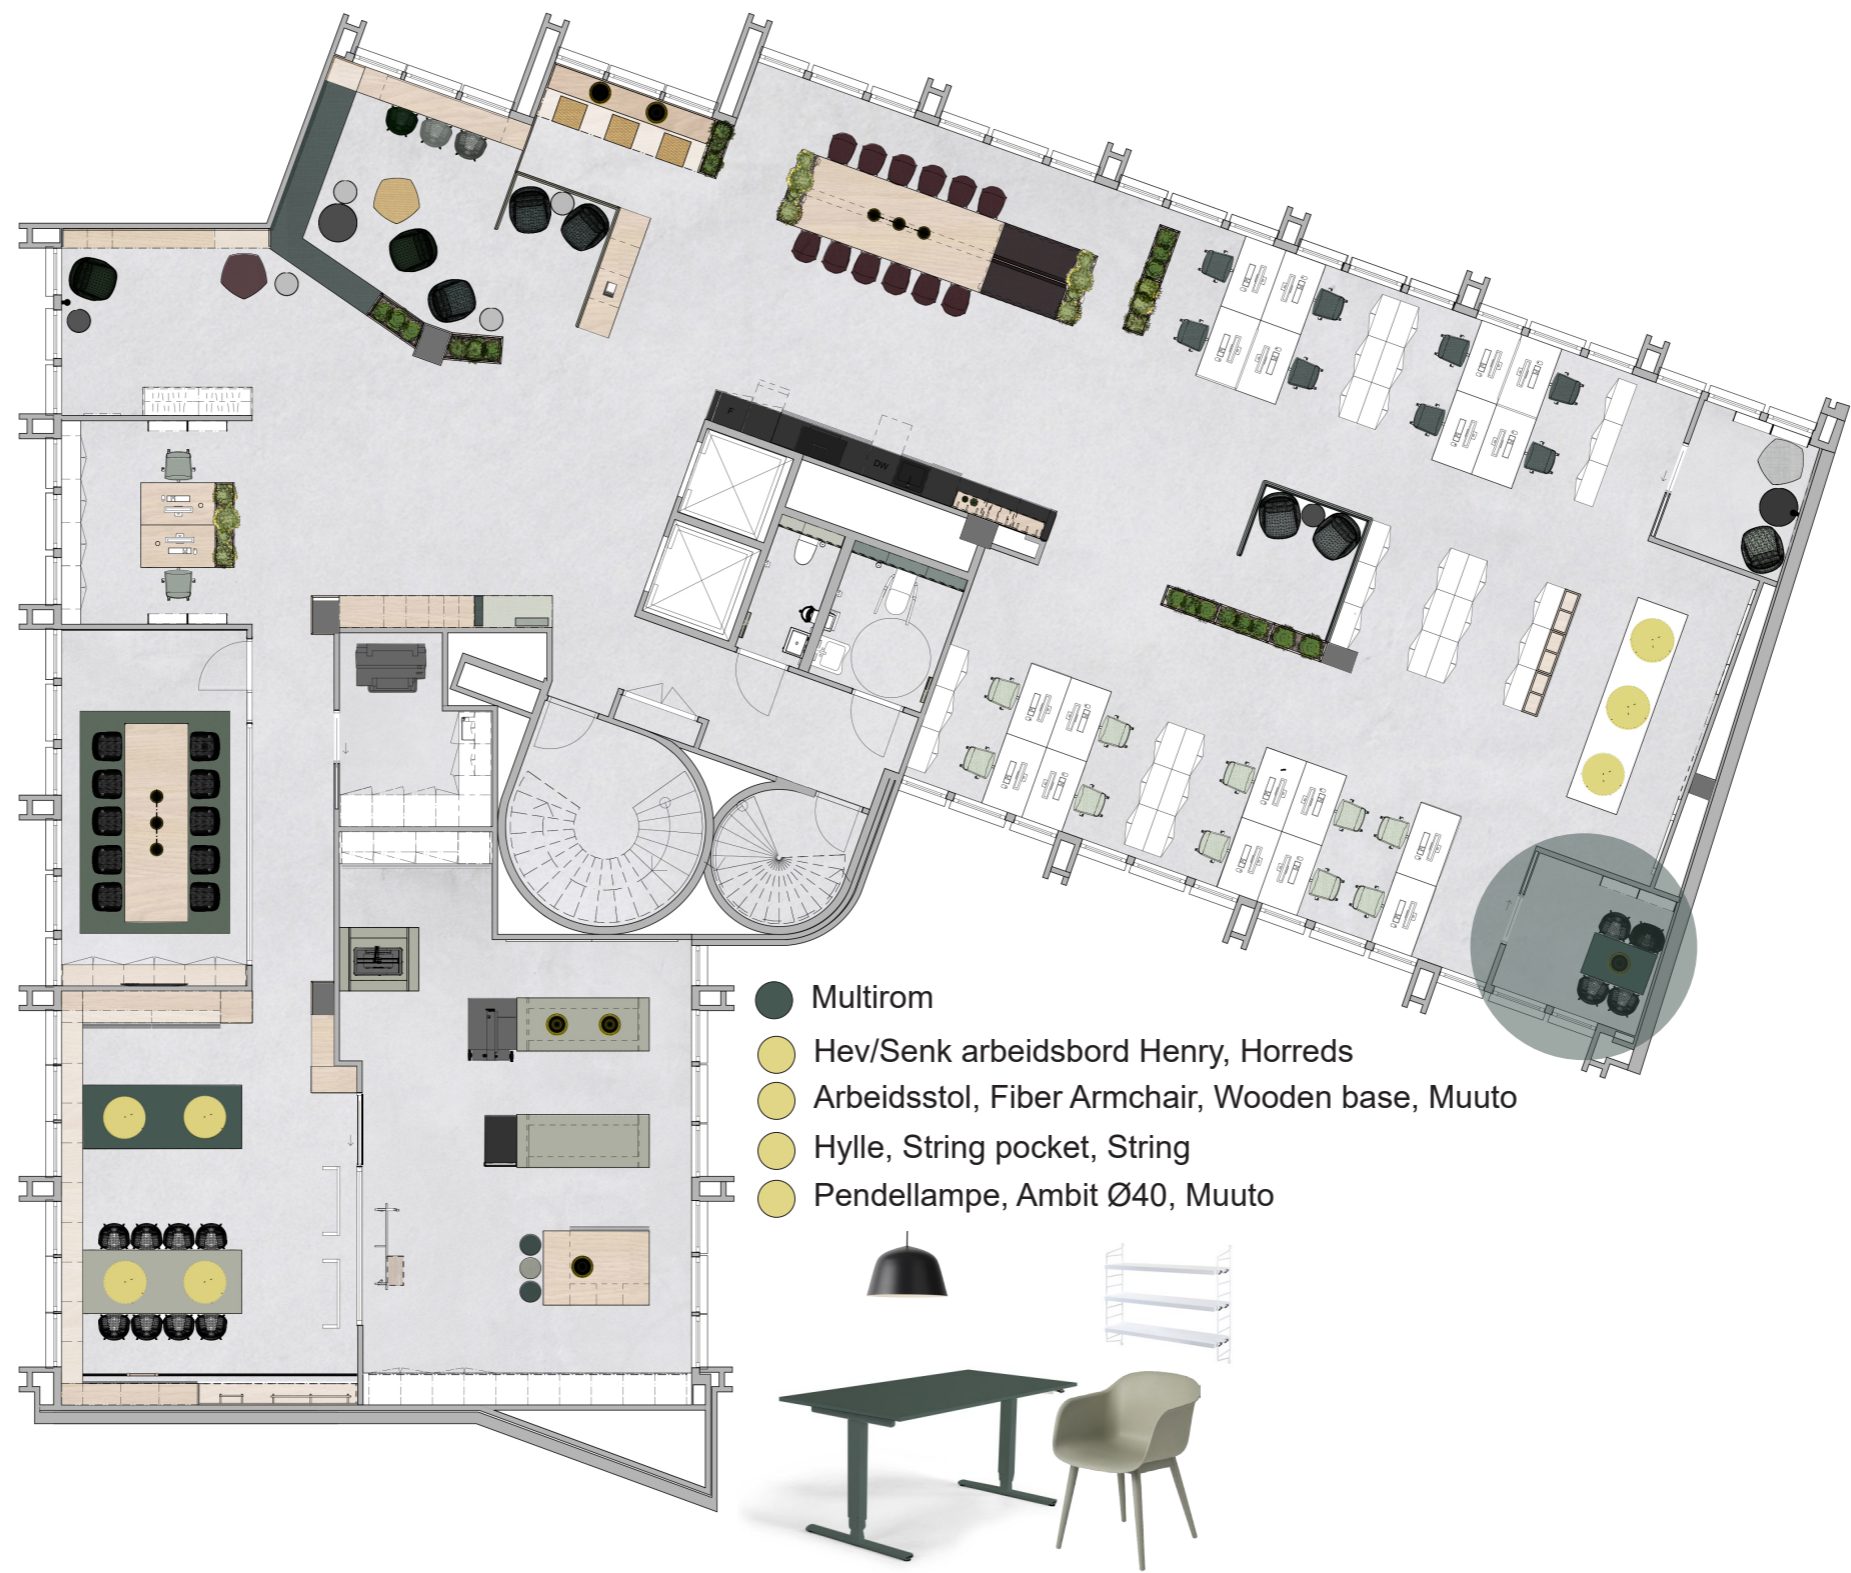 F
DW
Multirom
Hev/Senk arbeidsbord Henry, Horreds
Arbeidsstol, Fiber Armchair, Wooden base, Muuto
Hylle, String pocket, String
Pendellampe, Ambit Ø40, Muuto